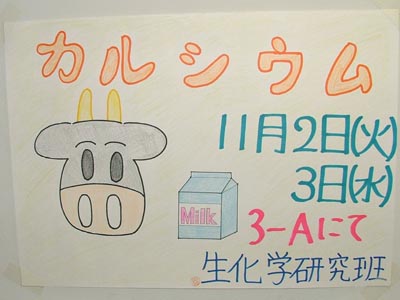 カルシウム
11月2日(火)
3日(水)
Milk
3-Aにて
生化学研究班